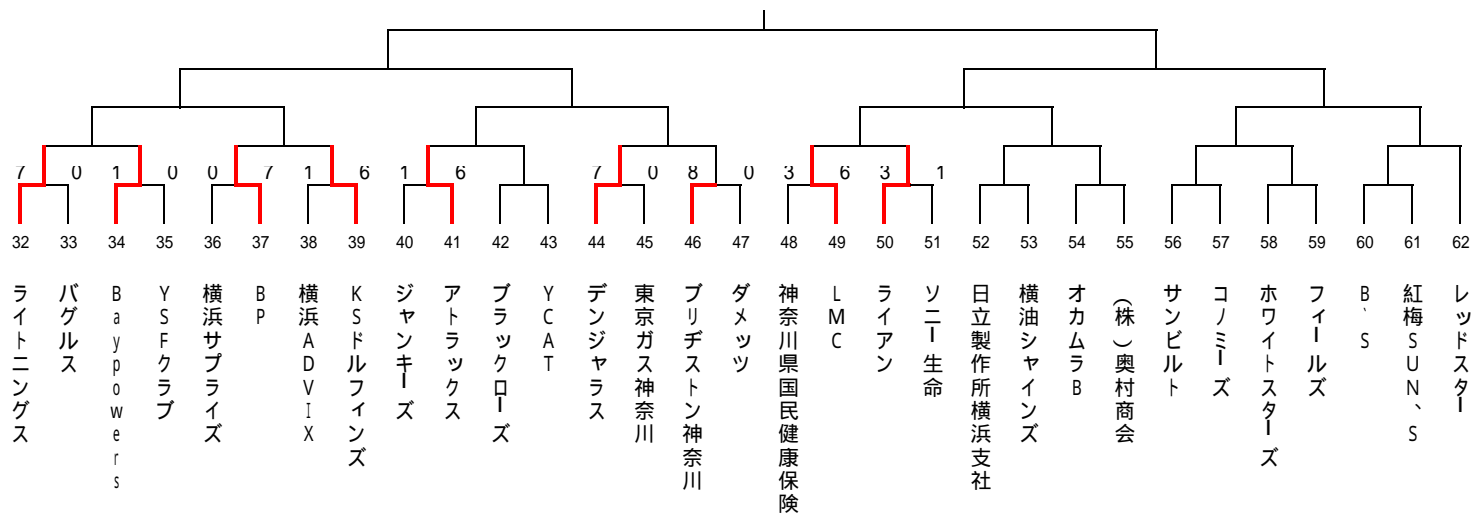 7 0 1 0 0 7 1 6 1 6 7 0 8 0 3 6 3 1
32 33 34 35 36 37 38 39 40 41 42 43 44 45 46 47 48 49 50 51 52 53 54 55 56 57 58 59 60 61 62
ライトニングス
バグルス
Baypowers
YSFクラブ
横浜サプライズ
BP
横浜ADVIX
KSドルフィンズ
ジャンキーズ
アトラックス
ブラックローズ
YCAT
デンジャラス
東京ガス神奈川
ブリヂストン神奈川
ダメッツ
神奈川県国民健康保険
LMC
ライアン
ソニー生命
日立製作所横浜支社
横油シャインズ
オカムラB
(株)奥村商会
サンビルト
コノミーズ
ホワイトスターズ
フィールズ
B`S
紅梅SUN、S
レッドスター